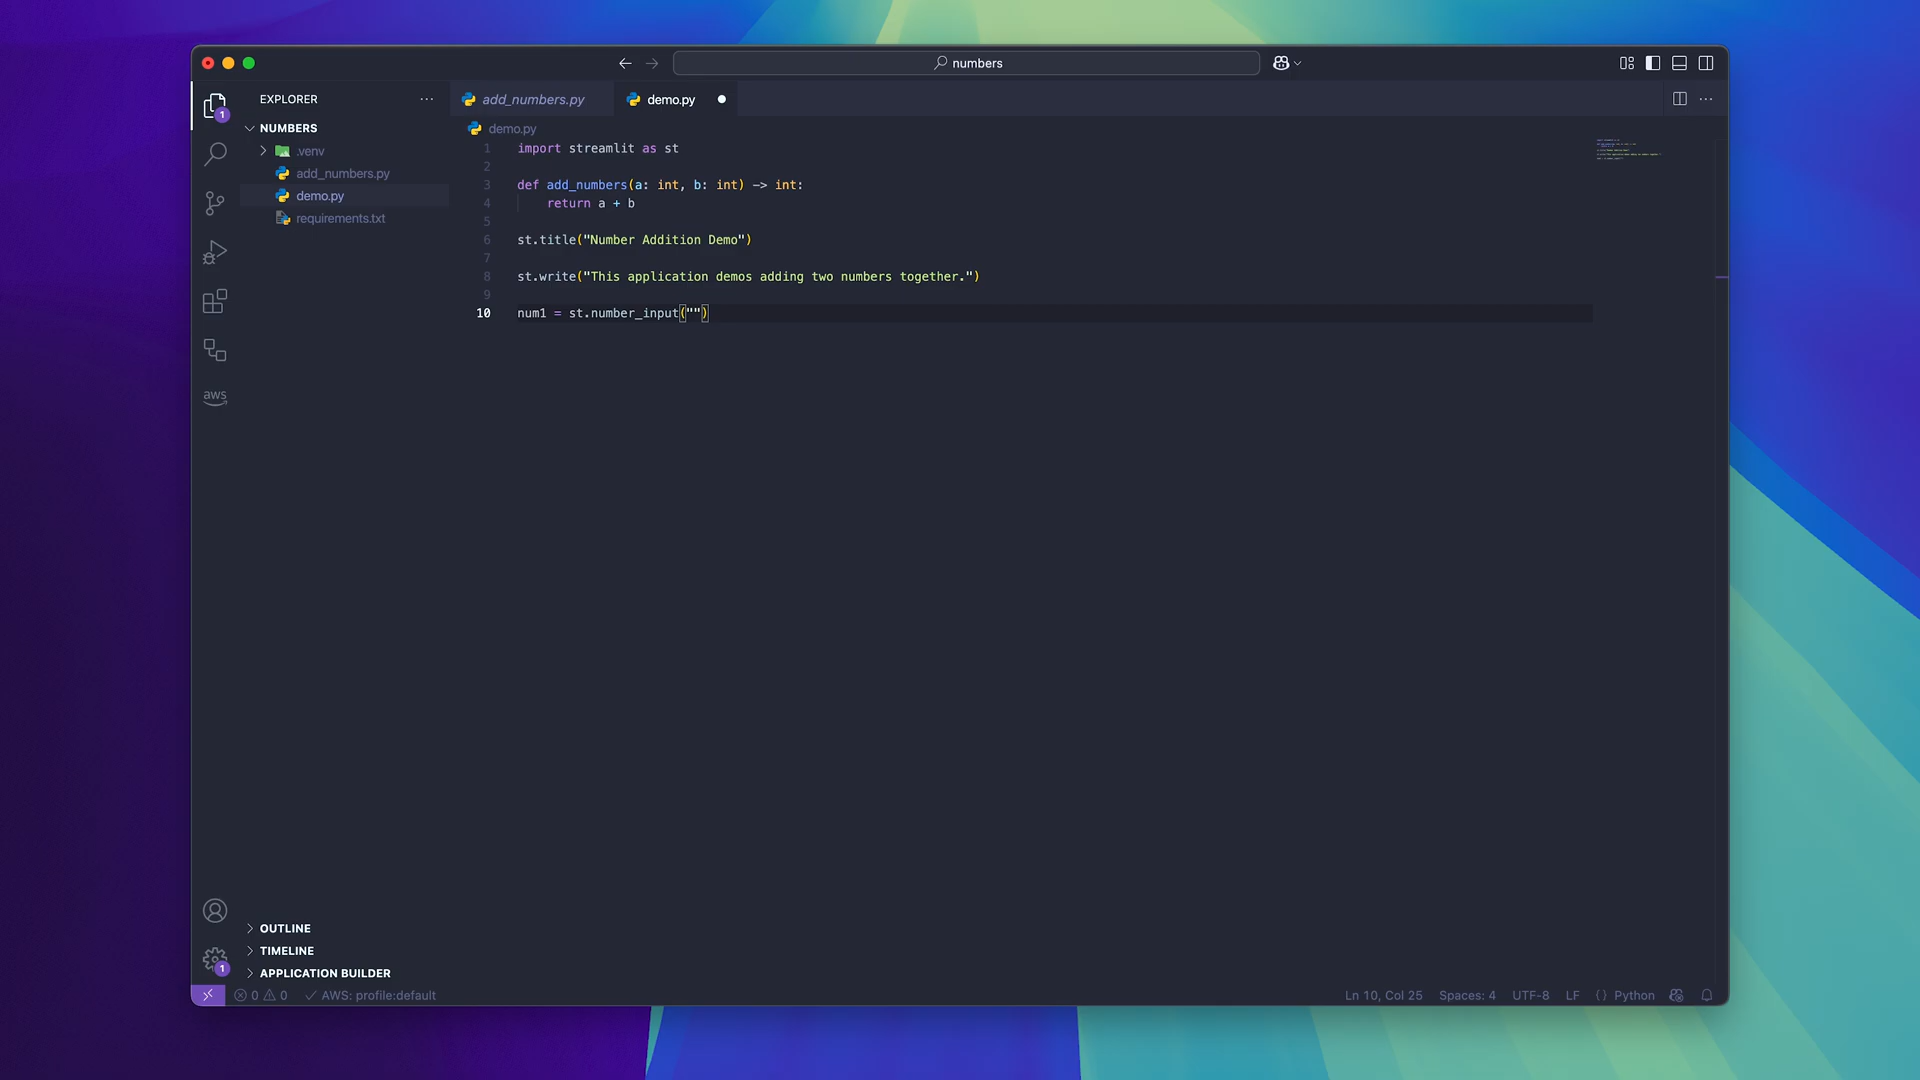 numbers
EXPLORER
NUMBERS
.venv
add_numbers.py
demo.py
requirements.txt
1
aws
add_numbers.py
demo.py
demo.py
1 import streamlit as st
2
3 def add_numbers(a: int, b: int) -> int:
4 return a + b
5
6 st.title("Number Addition Demo")
7
8 st.write("This application demos adding two numbers together.")
9
10 num1 = st.number_input("")
OUTLINE
TIMELINE
APPLICATION BUILDER
1
0 0 AWS: profile:default
Ln 10, Col 25 Spaces: 4 UTF-8 LF {} Python